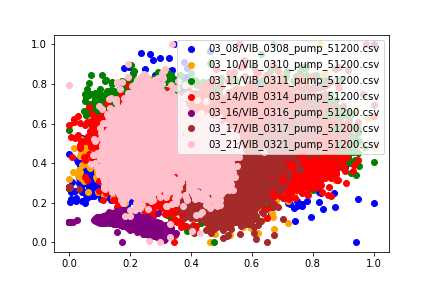 1.0
0.8
0.6
0.4
0.2
0.0
0.0 0.2 0.4 0.6 0.8 1.0
03_08/VIB_0308_pump_51200.csv
03_10/VIB_0310_pump_51200.csv
03_11/VIB_0311_pump_51200.csv
03_14/VIB_0314_pump_51200.csv
03_16/VIB_0316_pump_51200.csv
03_17/VIB_0317_pump_51200.csv
03_21/VIB_0321_pump_51200.csv